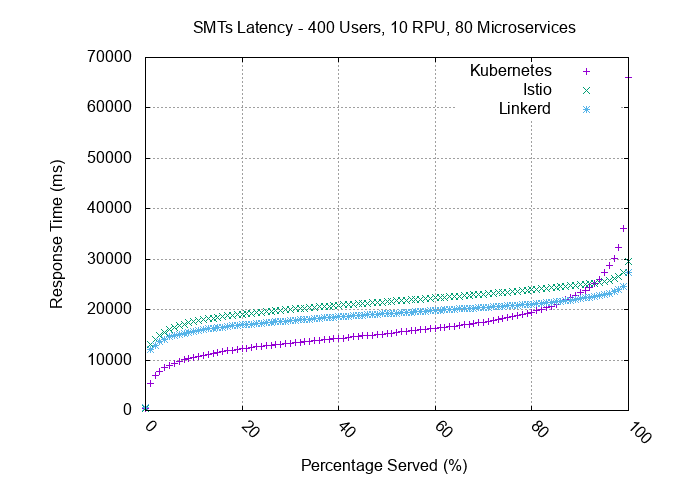 SMTs Latency - 400 Users, 10 RPU, 80 Microservices
70000
60000
50000
40000
30000
20000
10000
0
Response Time (ms)
Kubernetes
Istio
Linkerd
0
20
40
60
80
100
Percentage Served (%)